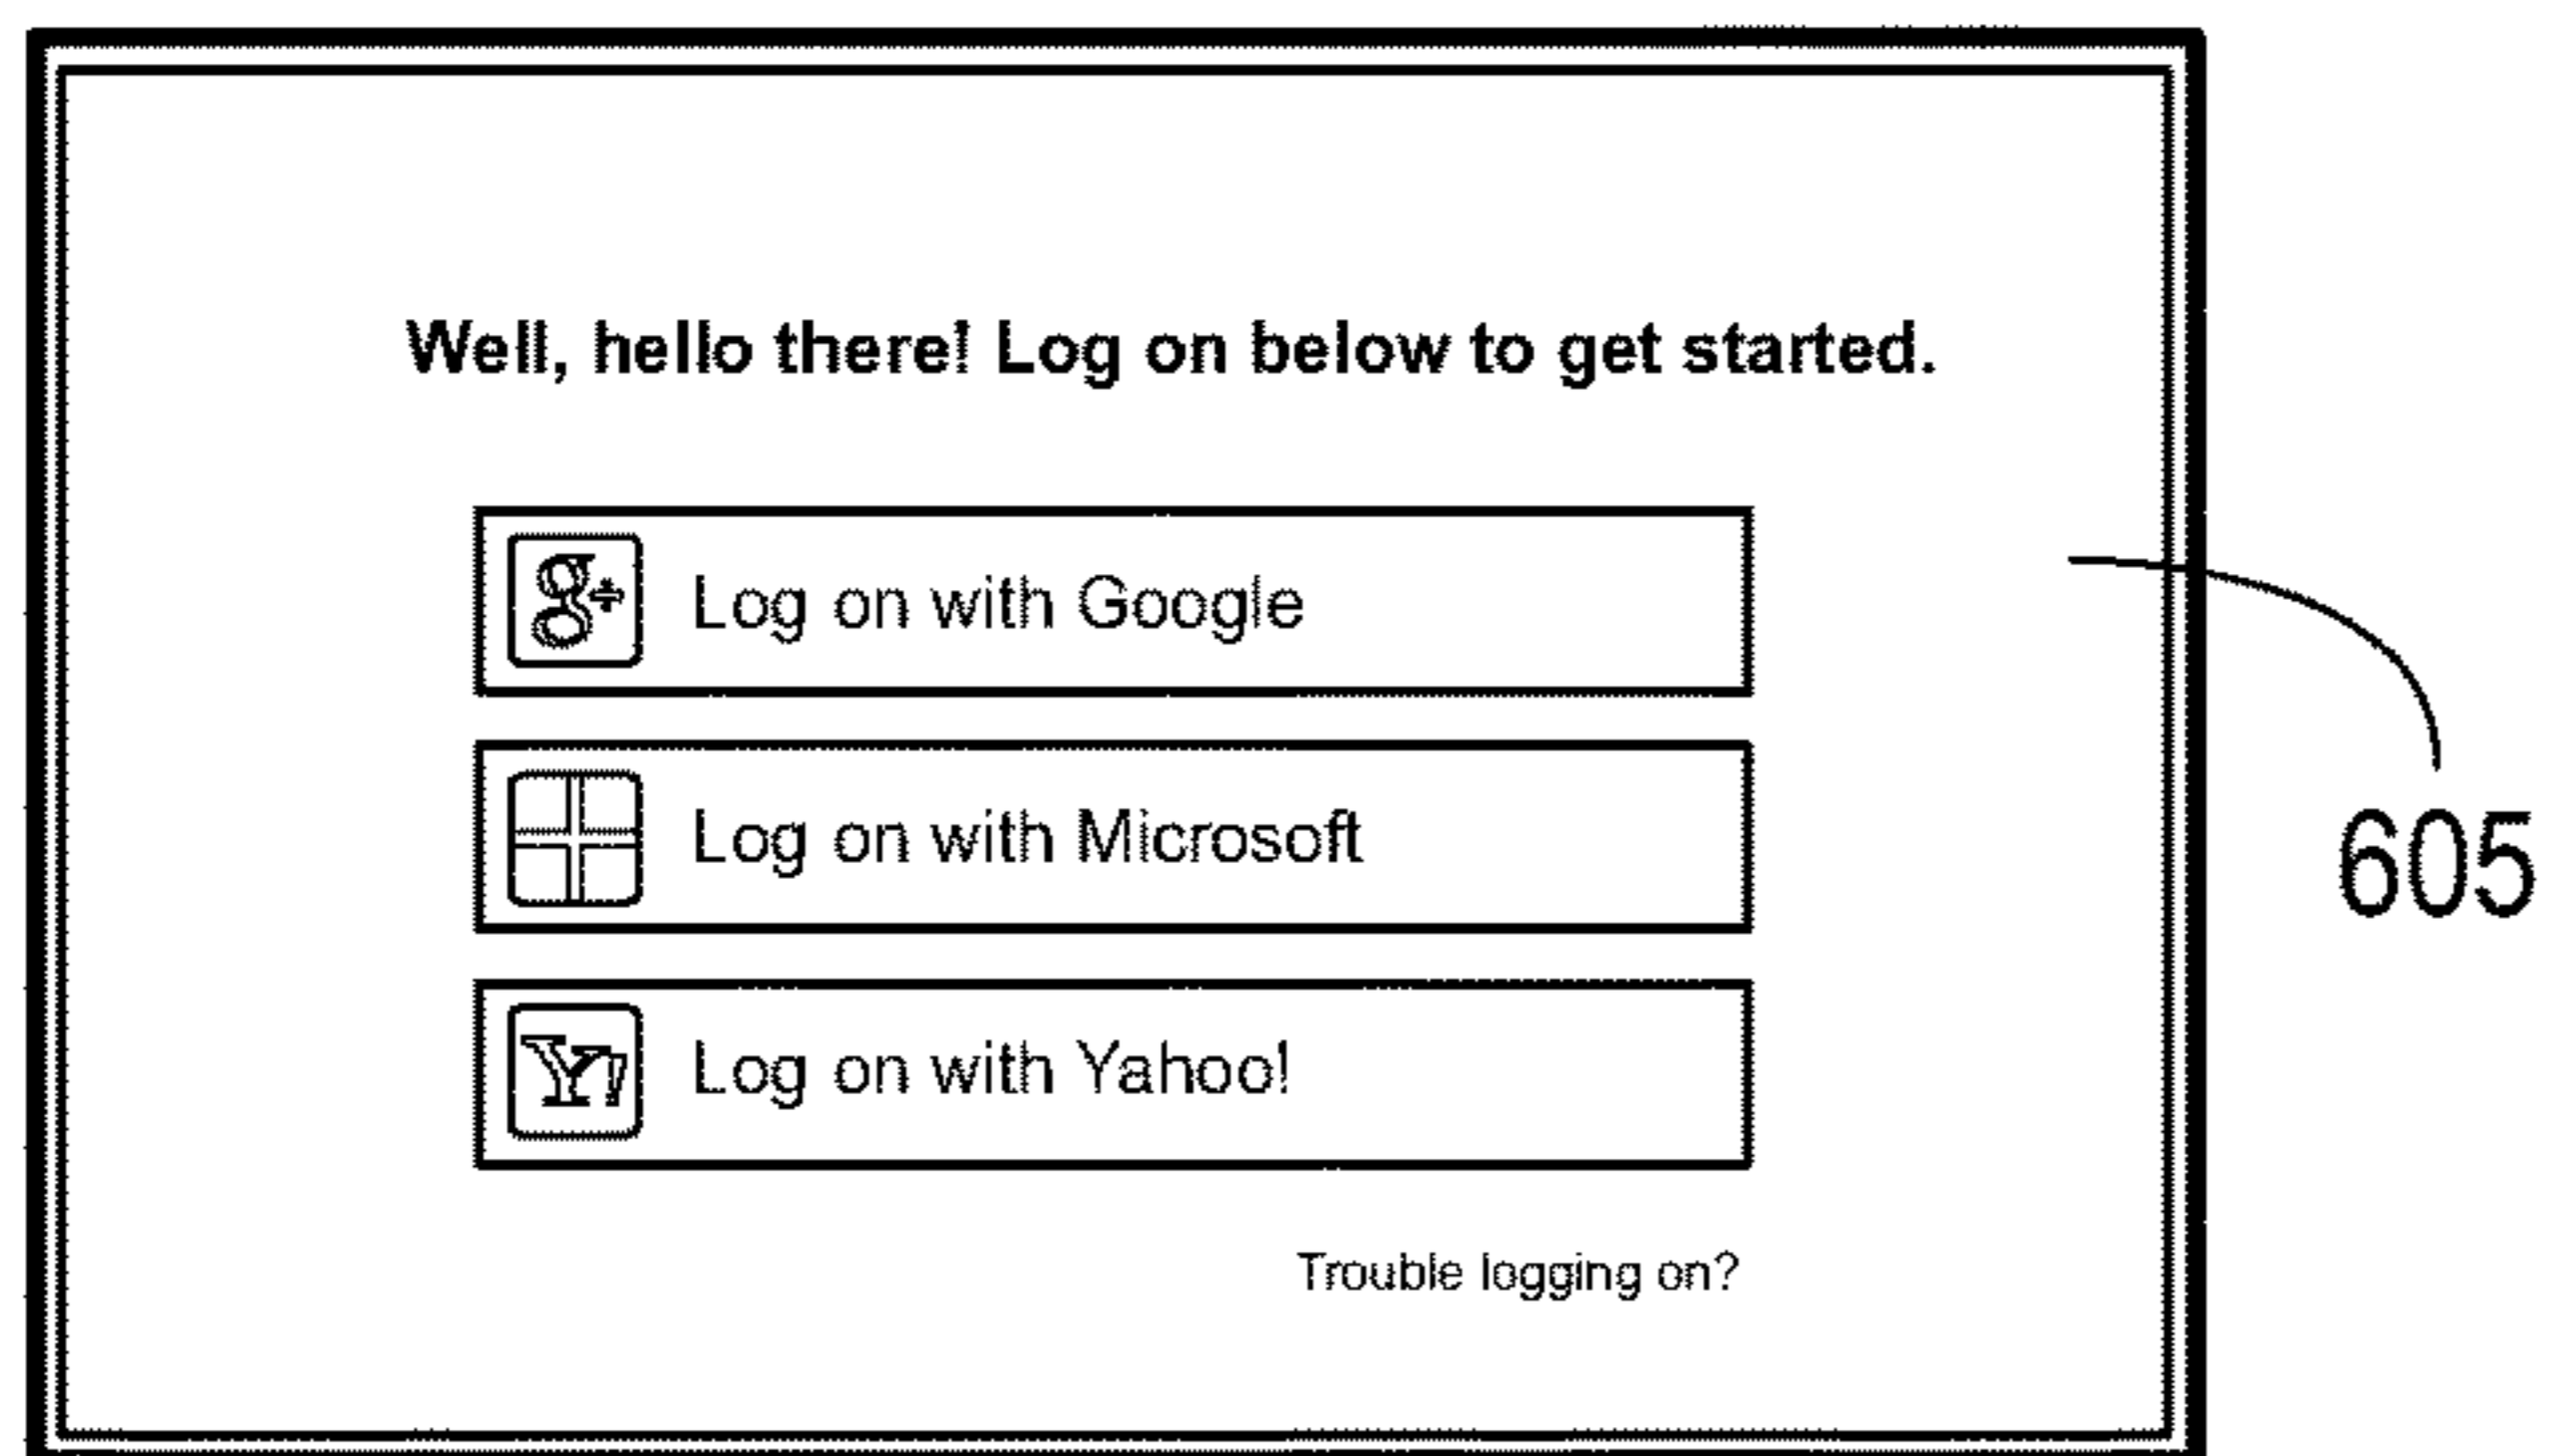 Well, hello there! Log on below to get started.
g+ Log on with Google
Log on with Microsoft
Y! Log on with Yahoo!
605
Trouble logging on?